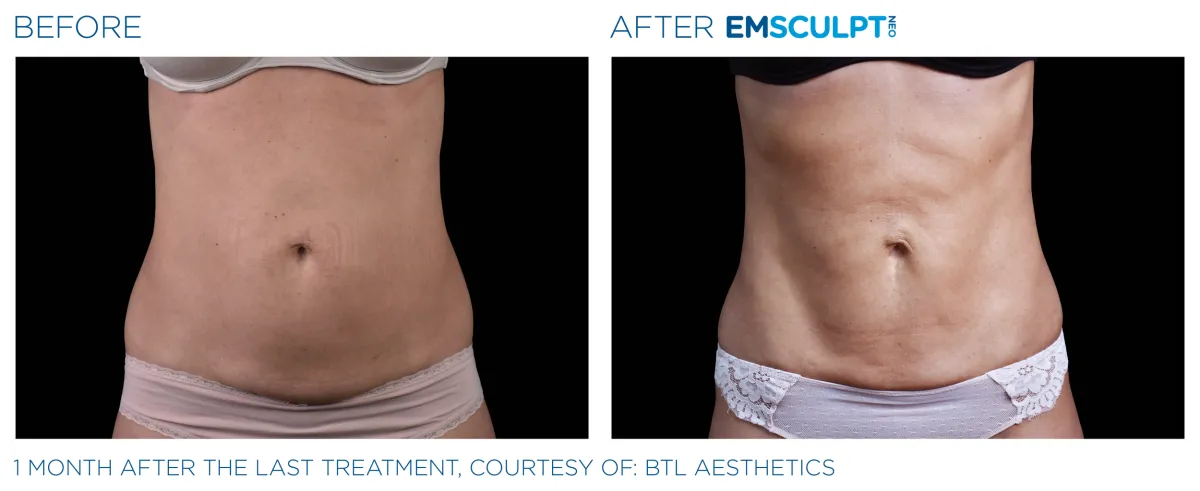 BEFORE
AFTER EMSCULPT NEO
1 MONTH AFTER THE LAST TREATMENT, COURTESY OF: BTL AESTHETICS